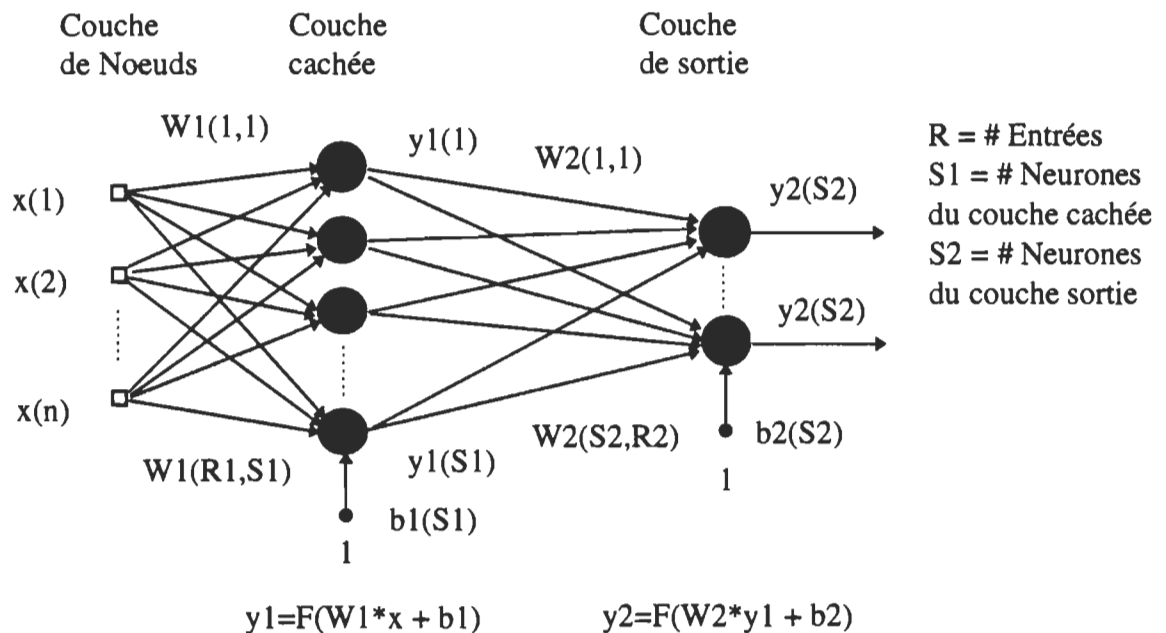 Couche
de Noeuds
Couche
cachée
Couche
de sortie
W1(1,1)
y1(1)
W2(1,1)
x(1)
x(2)
x(n)
y2(S2)
y2(S2)
R = # Entrées
S1 = # Neurones
du couche cachée
S2 = # Neurones
du couche sortie
W1(R1,S1)
y1(S1)
W2(S2,R2)
b2(S2)
1
b1(S1)
1
y1=F(W1*x + b1)
y2=F(W2*y1 + b2)